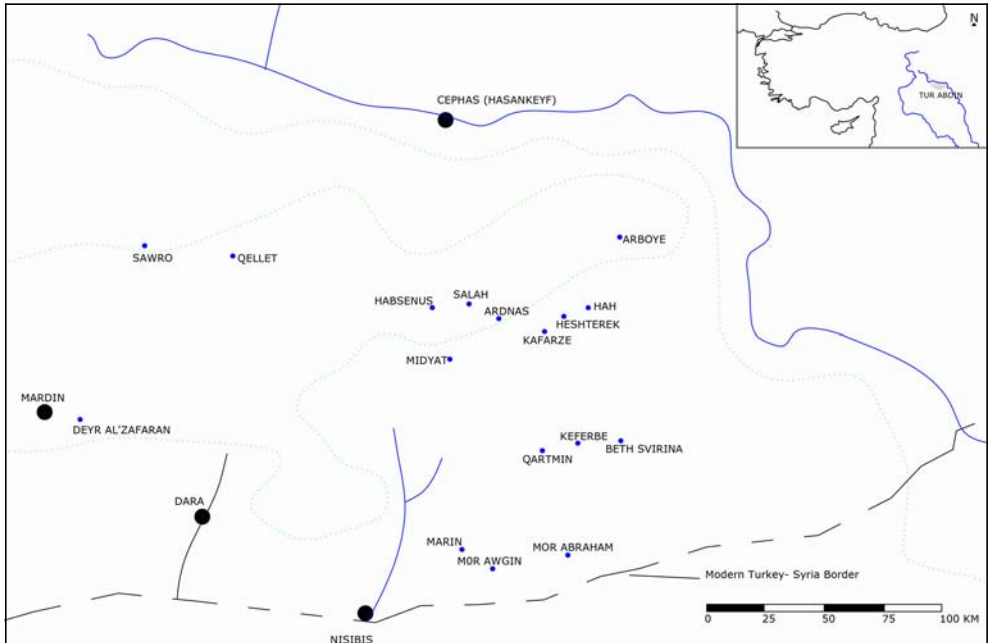 N
TUR ABDIN
CEPHAS (HASANKEYF)
ARBOYE
SAWRO
QELLET
HABSENUS
SALAH
ARDNAS
HAH
HESHTEREK
KAFARZE
MIDYAT
MARDIN
DEYR AL'ZAFARAN
KEFERBE
BETH SVIRINA
QARTMIN
DARA
MARIN
MOR ABRAHAM
M0R AWGIN
Modern Turkey- Syria Border
0 25 50 75 100 KM
NISIBIS